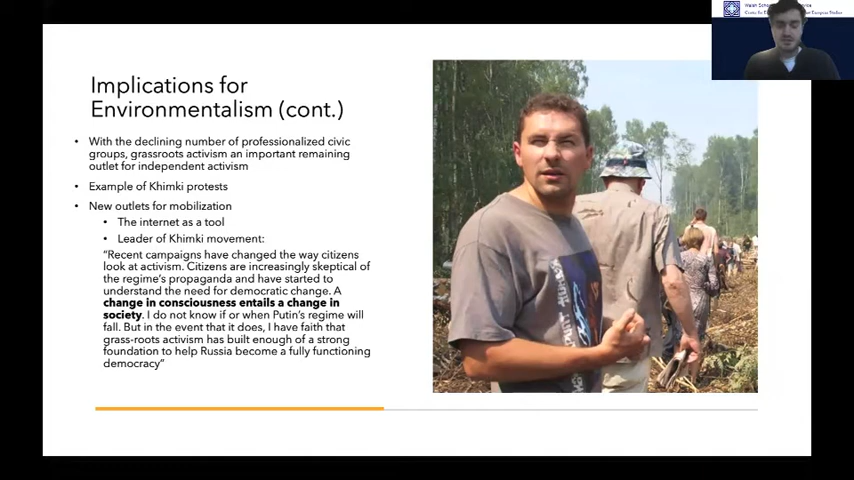 Implications for
Environmentalism (cont.)
• With the declining number of professionalized civic
groups, grassroots activism an important remaining
outlet for independent activism
• Example of Khimki protests
• New outlets for mobilization
• The internet as a tool
• Leader of Khimki movement:
“Recent campaigns have changed the way citizens
look at activism. Citizens are increasingly skeptical of
the regime’s propaganda and have started to
understand the need for democratic change. A
change in consciousness entails a change in
society. I do not know if or when Putin’s regime will
fall. But in the event that it does, I have faith that
grass-roots activism has built enough of a strong
foundation to help Russia become a fully functioning
democracy”
Walsh
European Studies